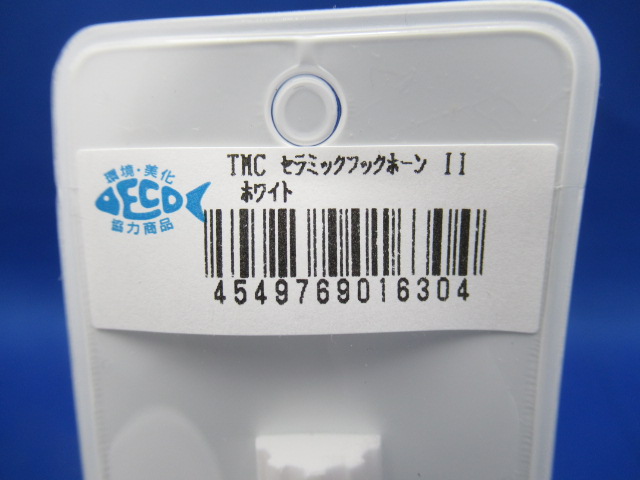 環境・美化
ECO
協力商品
TMC セラミックフックホーン II
ホワイト
4549769016304